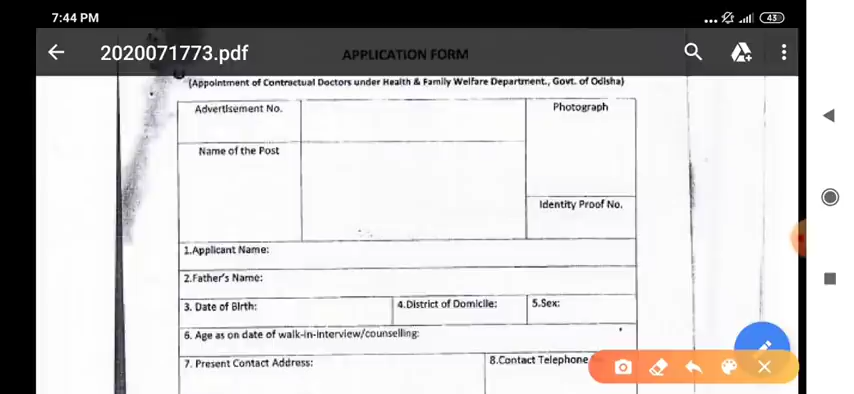 7:44 PM
43
2020071773.pdf
APPLICATION FORM
(Appointment of Contractual Doctors under Health & Family Welfare Department., Govt. of Odisha)
Advertisement No.
Photograph
Name of the Post
Identity Proof No.
1.Applicant Name:
2.Father's Name:
3. Date of Birth:
4.District of Domicile:
5.Sex:
6. Age as on date of walk-in-interview/counselling:
7. Present Contact Address:
8.Contact Telephone